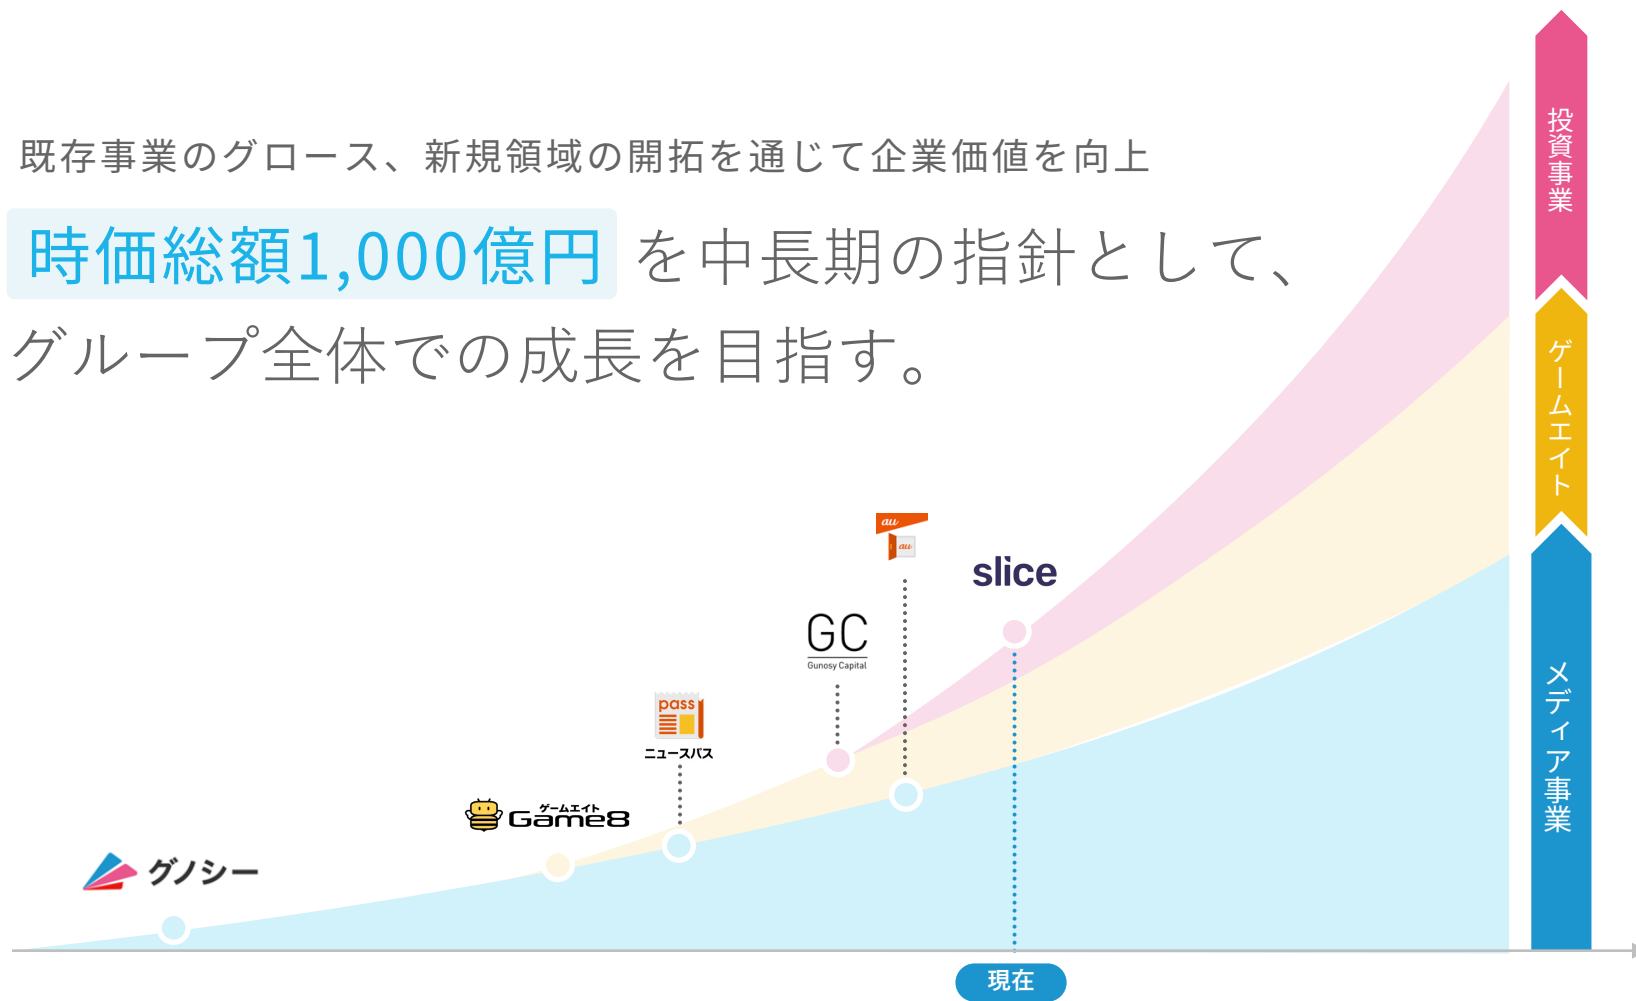 既存事業のグロース、新規領域の開拓を通じて企業価値を向上
時価総額1,000億円 を中長期の指針として、
グループ全体での成長を目指す。
投資事業
ゲームエイト
メディア事業
au
au
slice
GC
Gunosy Capital
pass
ニュースパス
ゲームエイト
Game8
グノシー
現在